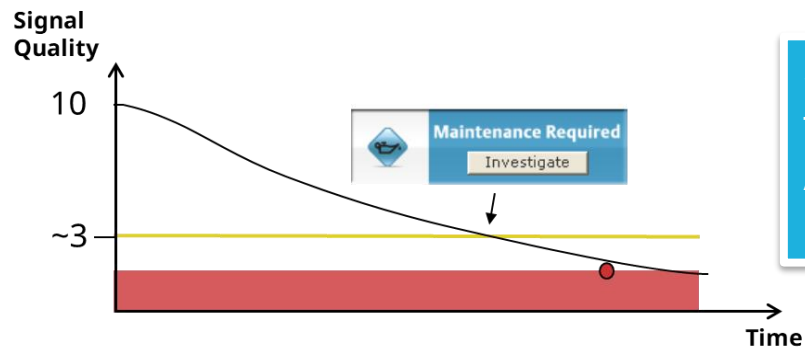 Signal
Quality
10
Maintenance Required
Investigate
~3
Time